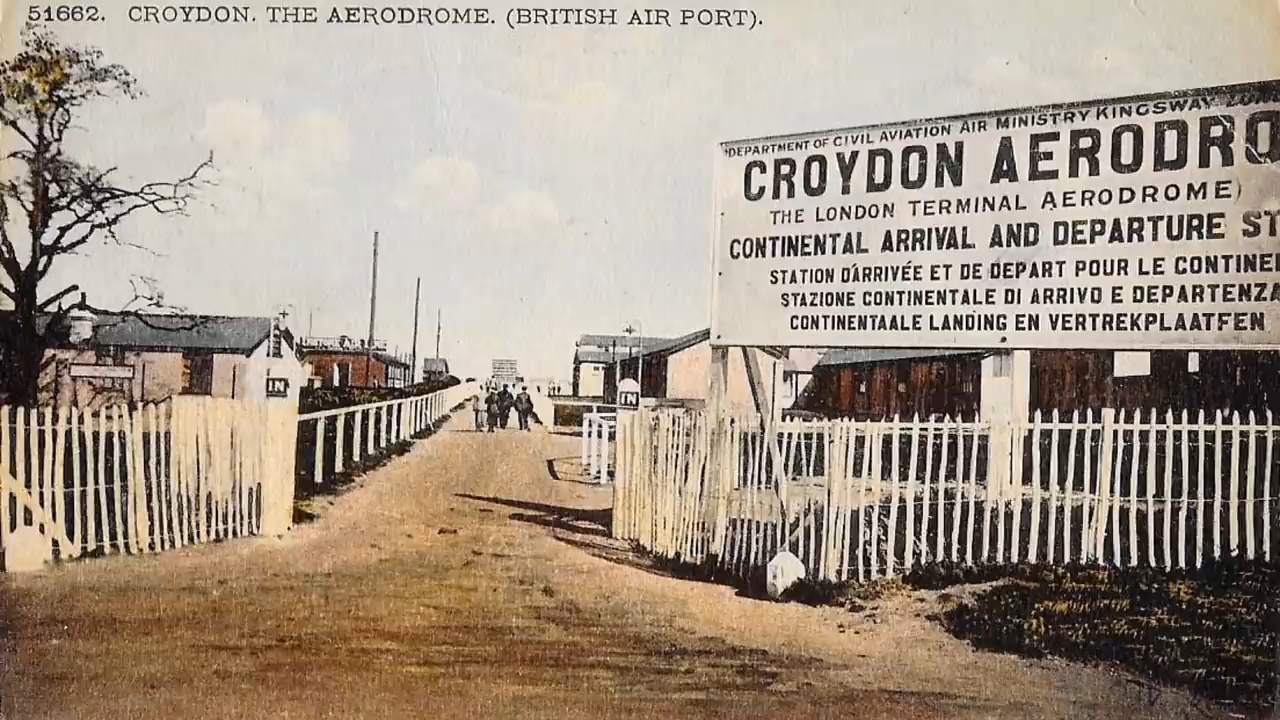 51662. CROYDON. THE AERODROME. (BRITISH AIR PORT).
DEPARTMENT OF CIVIL AVIATION AIR MINISTRY KINGSWAY
CROYDON AERODRO
THE LONDON TERMINAL AERODROME)
CONTINENTAL ARRIVAL AND DEPARTURE ST
STATION D'ARRIVÉE ET DE DEPART POUR LE CONTINE
STAZIONE CONTINENTALE DI ARRIVO E DEPARTENZA
CONTINENTAALE LANDING EN VERTREKPLAATFEN
IN
IN